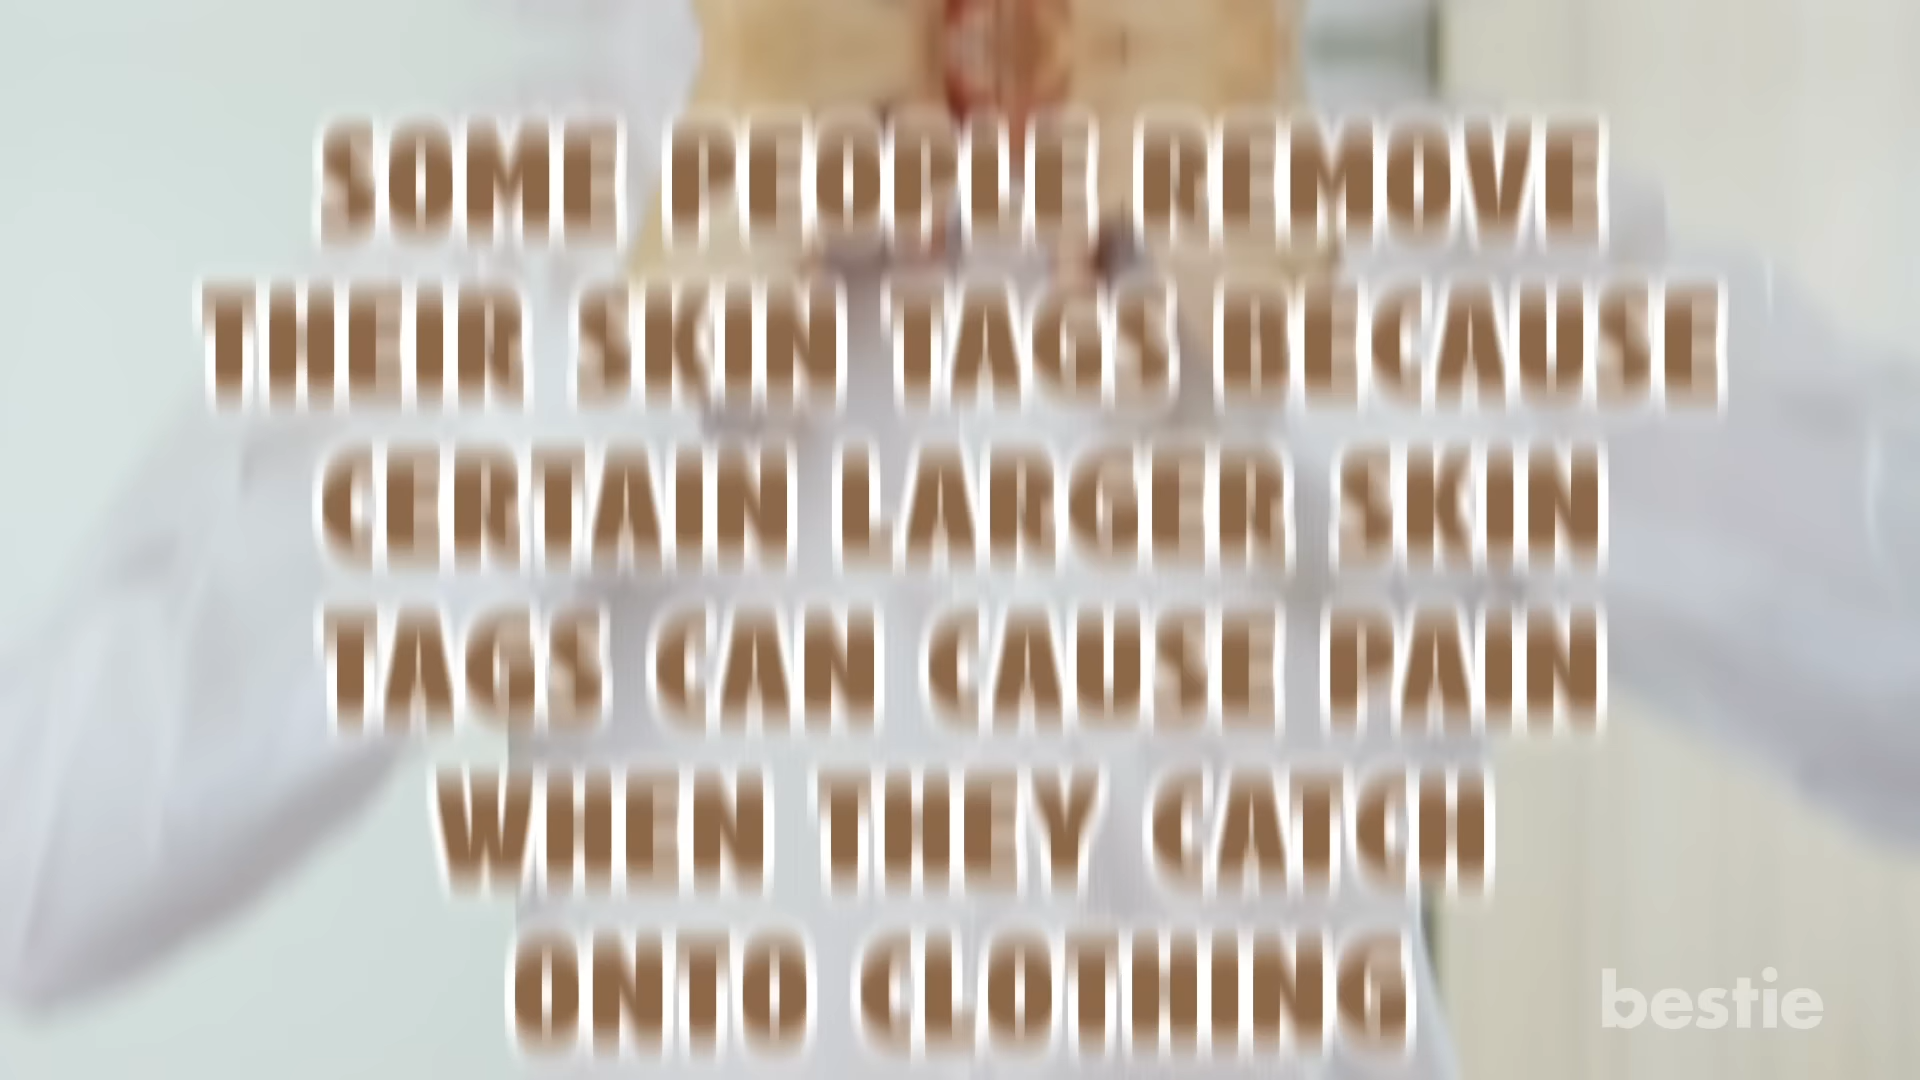 SOME PEOPLE REMOVE
THEIR SKIN TAGS BECAUSE
CERTAIN LARGER SKIN
TAGS CAN CAUSE PAIN
WHEN THEY CATCH
ONTO CLOTHING
bestie